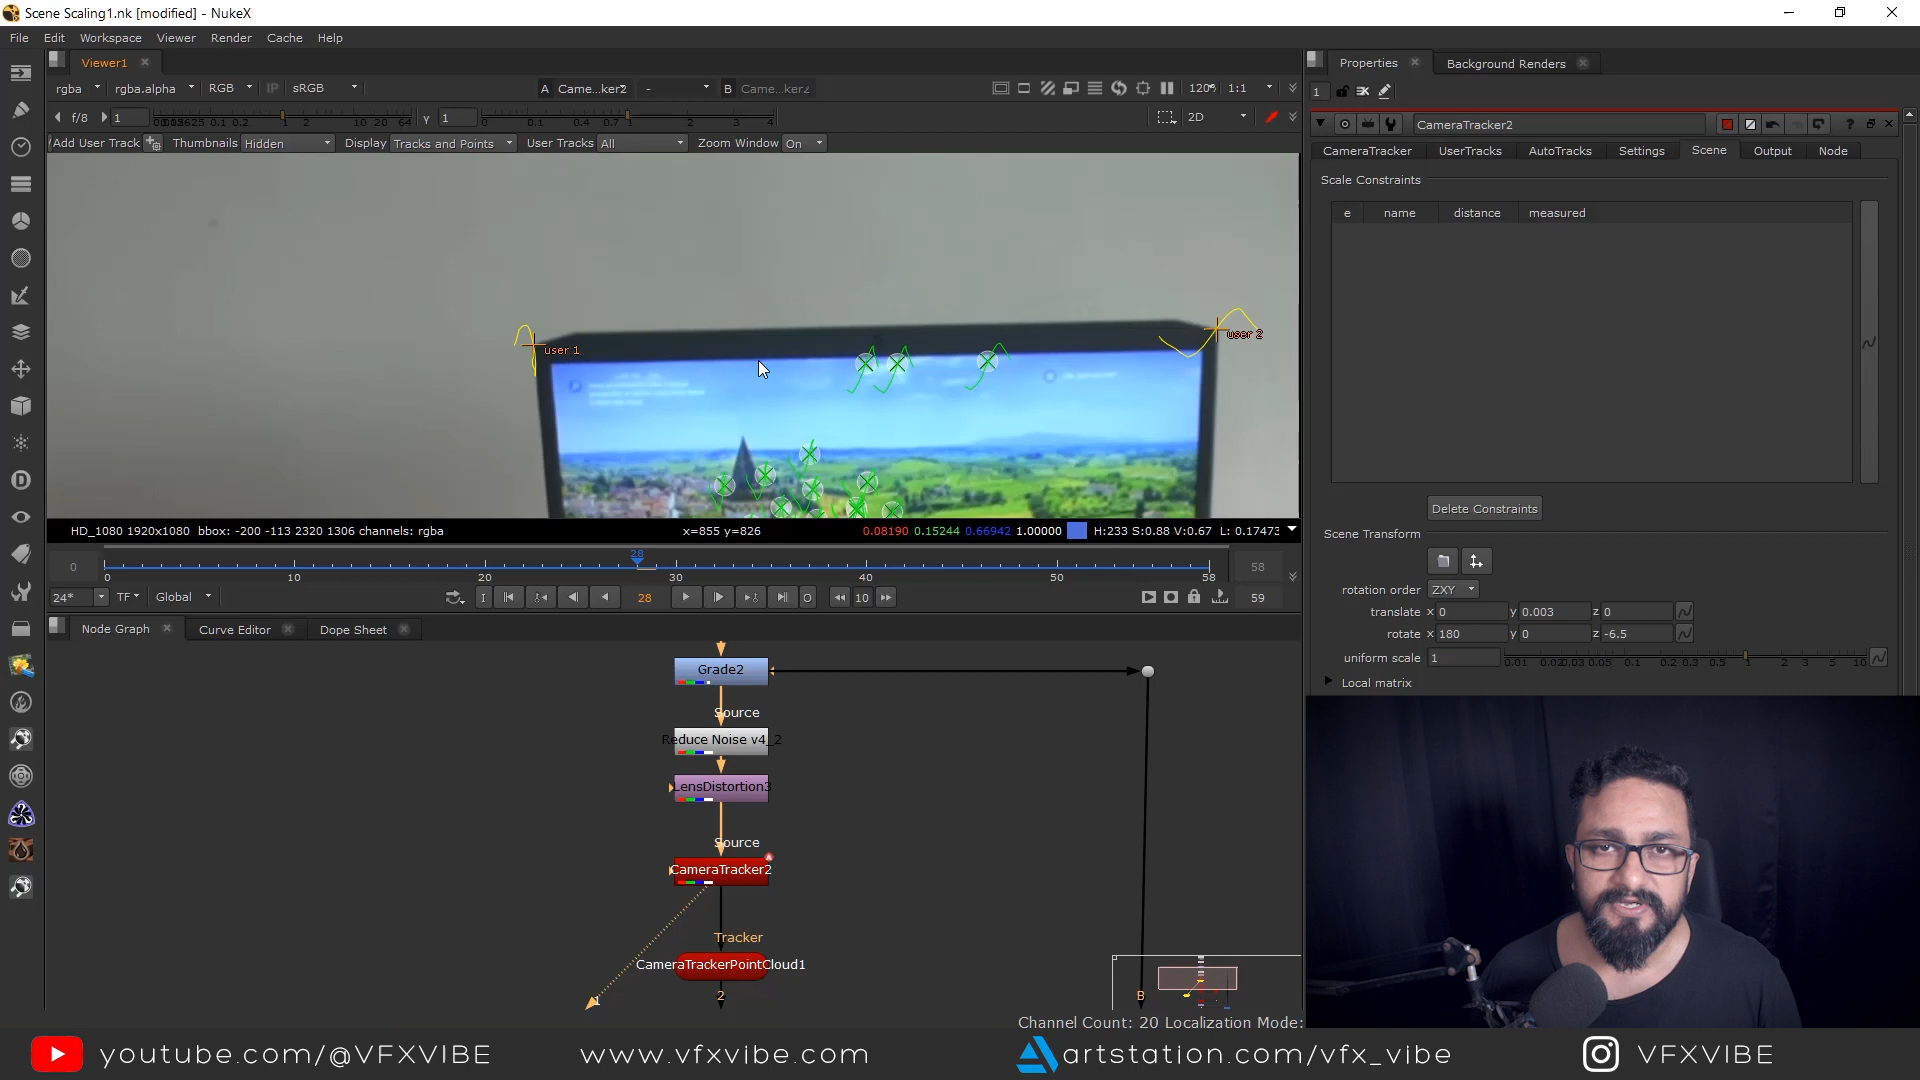 Scene Scaling1.nk [modified] - NukeX
File Edit Workspace Viewer Render Cache Help
Viewer1
Properties
Background Renders
rgba rgba.alpha RGB IP sRGB A Came...ker2 - B Came...ker2 1:1
1
f/8 1 y 1 2D
CameraTracker2
Add User Track Thumbnails Hidden Display Tracks and Points User Tracks All Zoom Window On
CameraTracker UserTracks AutoTracks Settings Scene Output Node
Scale Constraints
e name distance measured
user 1
user 2
Delete Constraints
HD_1080 1920x1080 bbox: -200 -113 2320 1306 channels: rgba x=855 y=826 0.08190 0.15244 0.66942 1.00000 H:233 S:0.88 V:0.67 L: 0.17473
Scene Transform
28
0 0 10 20 30 40 50 58 58
rotation order ZXY
24* TF Global I 28 O 10 59
translate x 0 y 0.003 z 0
rotate x 180 y 0 z -6.5
Node Graph Curve Editor Dope Sheet
uniform scale 1
Local matrix
Grade2
Source
Reduce Noise v4_2
LensDistortion3
Source
CameraTracker2
Tracker
CameraTrackerPointCloud1
1
2
B
Channel Count: 20 Localization Mode:
youtube.com/@VFXVIBE www.vfxvibe.com artstation.com/vfx_vibe VFXVIBE